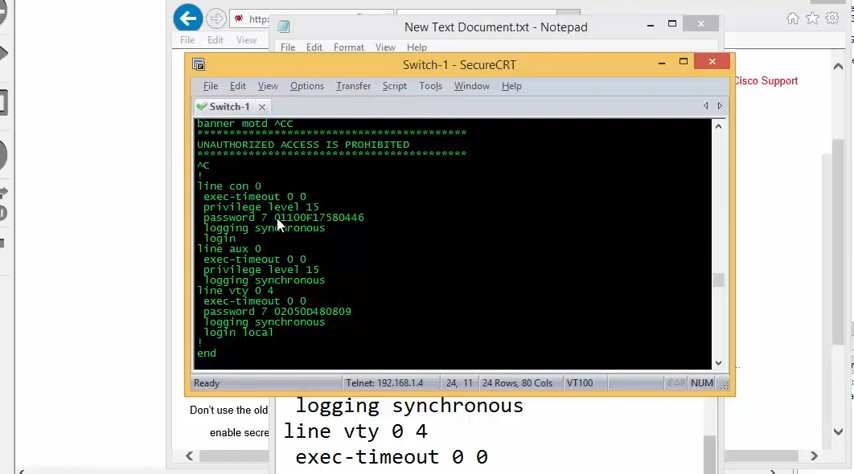 http
New Text Document.txt - Notepad
File Edit View
File Edit Format View Help
Cisco Support
Switch-1 - SecureCRT
File Edit View Options Transfer Script Tools Window Help
Switch-1
banner motd ^CC
*****************************************
UNAUTHORIZED ACCESS IS PROHIBITED
*****************************************
^C
!
line con 0
exec-timeout 0 0
privilege level 15
password 7 01100F17580446
logging synchronous
login
line aux 0
exec-timeout 0 0
privilege level 15
logging synchronous
line vty 0 4
exec-timeout 0 0
password 7 02050D480809
logging synchronous
login local
!
end
Ready Telnet: 192.168.1.4 24, 11 24 Rows, 80 Cols VT100 CAP NUM
Don't use the old
enable secre
logging synchronous
line vty 0 4
exec-timeout 0 0